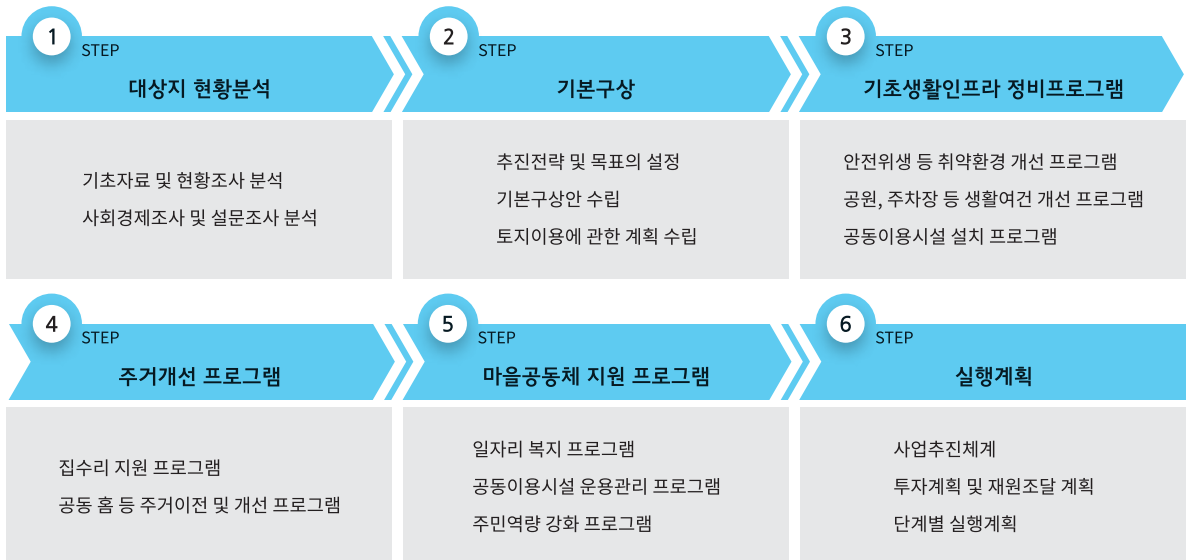 1
STEP
대상지 현황분석
기초자료 및 현황조사 분석
사회경제조사 및 설문조사 분석
2
STEP
기본구상
추진전략 및 목표의 설정
기본구상안 수립
토지이용에 관한 계획 수립
3
STEP
기초생활인프라 정비프로그램
안전위생 등 취약환경 개선 프로그램
공원, 주차장 등 생활여건 개선 프로그램
공동이용시설 설치 프로그램
4
STEP
주거개선 프로그램
집수리 지원 프로그램
공동 홈 등 주거이전 및 개선 프로그램
5
STEP
마을공동체 지원 프로그램
일자리 복지 프로그램
공동이용시설 운용관리 프로그램
주민역량 강화 프로그램
6
STEP
실행계획
사업추진체계
투자계획 및 재원조달 계획
단계별 실행계획